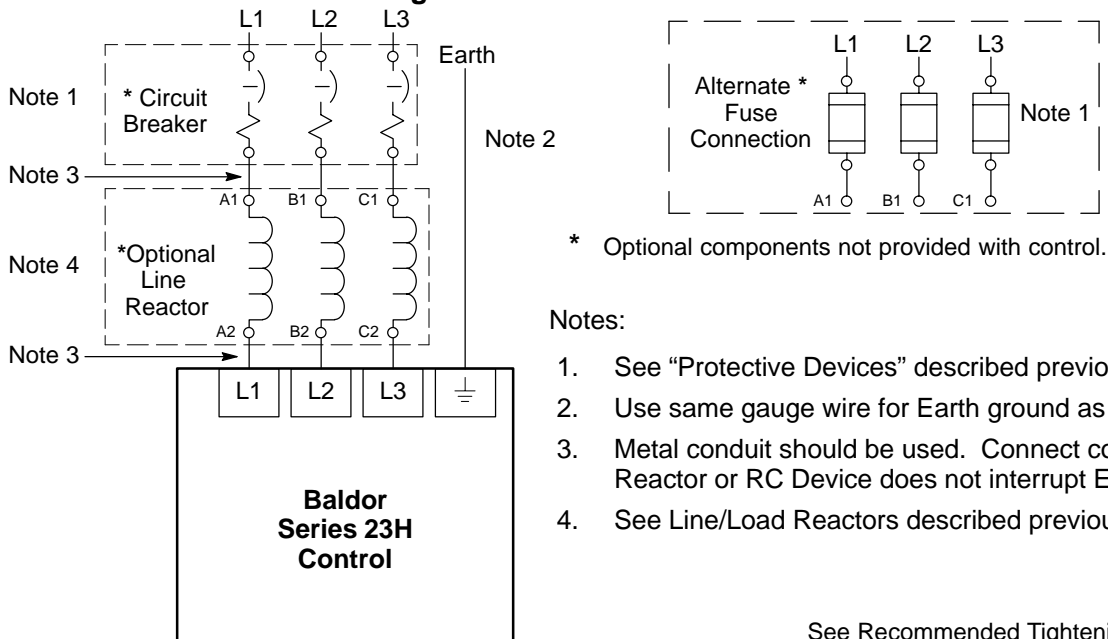 L1 L2 L3
Earth
Note 1
* Circuit
Breaker
Note 2
Note 3
A1 B1 C1
Note 4
*Optional
Line
Reactor
A2 B2 C2
Note 3
L1 L2 L3
Baldor
Series 23H
Control
L1 L2 L3
Alternate *
Fuse
Connection
Note 1
A1 B1 C1
* Optional components not provided with control.
Notes:
1. See “Protective Devices” described
2. Use same gauge wire for Earth ground as
3. Metal conduit should be used. Connect
Reactor or RC Device does not interrupt
4. See Line/Load Reactors described
See Recommended